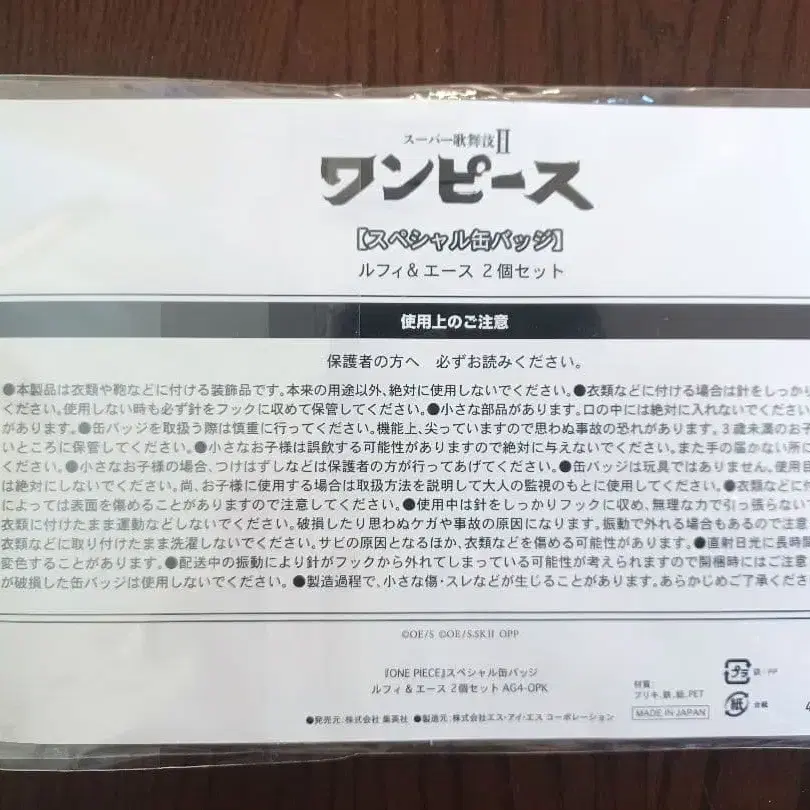 スーパー歌舞伎II
ワンピース
【スペシャル缶バッジ】
ルフィ&エース 2個セット
使用上のご注意
保護者の方へ 必ずお読みください。
●本製品は衣類や鞄などに付ける装飾品です。本来の用途以外、絶対に使用しないでください。●衣類などに付ける場合は針をしっかり
ください。使用しない時も必ず針をフックに収めて保管してください。●小さな部品があります。口の中には絶対に入れないでください
があります。●缶バッジを取扱う際は慎重に行ってください。機能上、尖っていますので思わぬ事故の恐れがあります。3歳未満のお子
いところに保管してください。●小さなお子様は誤飲する可能性がありますので絶対に与えないでください。また手の届かない所に
ください。●小さなお子様の場合、つけはずしなどは保護者の方が行ってあげてください。●缶バッジは玩具ではありません。使用目
は絶対にしないでください。尚、お子様に使用する場合は取扱方法を説明して大人の監視のもとに使用してください。●衣類などに付
によっては表面を傷めることがありますので注意してください。●使用中は針をしっかりフックに収め、無理な力で引っ張らない
衣類に付けたまま運動などしないでください。破損したり思わぬケガや事故の原因になります。振動で外れる場合もあるので注意
衣類などに取り付けたまま洗濯しないでください。サビの原因となるほか、衣類などを傷める可能性があります。●直射日光に長時間
変色することがあります。●配送中の振動により針がフックから外れてしまっている可能性が考えられますので開梱時にはご注意
が破損した缶バッジは使用しないでください。●製造過程で、小さな傷・スレなどが生じることがあります。あらかじめご了承くださ
©OE/S ©OE/S.SKII OPP
『ONE PIECE』スペシャル缶バッジ
ルフィ&エース 2個セット AG4-OPK
●発売元:株式会社 集英社 ●製造元:株式会社エス・アイ・エス コーポレーション
材質:
ブリキ、鉄、紙、PET
MADE IN JAPAN
プラ 袋:PP
紙 台紙
4